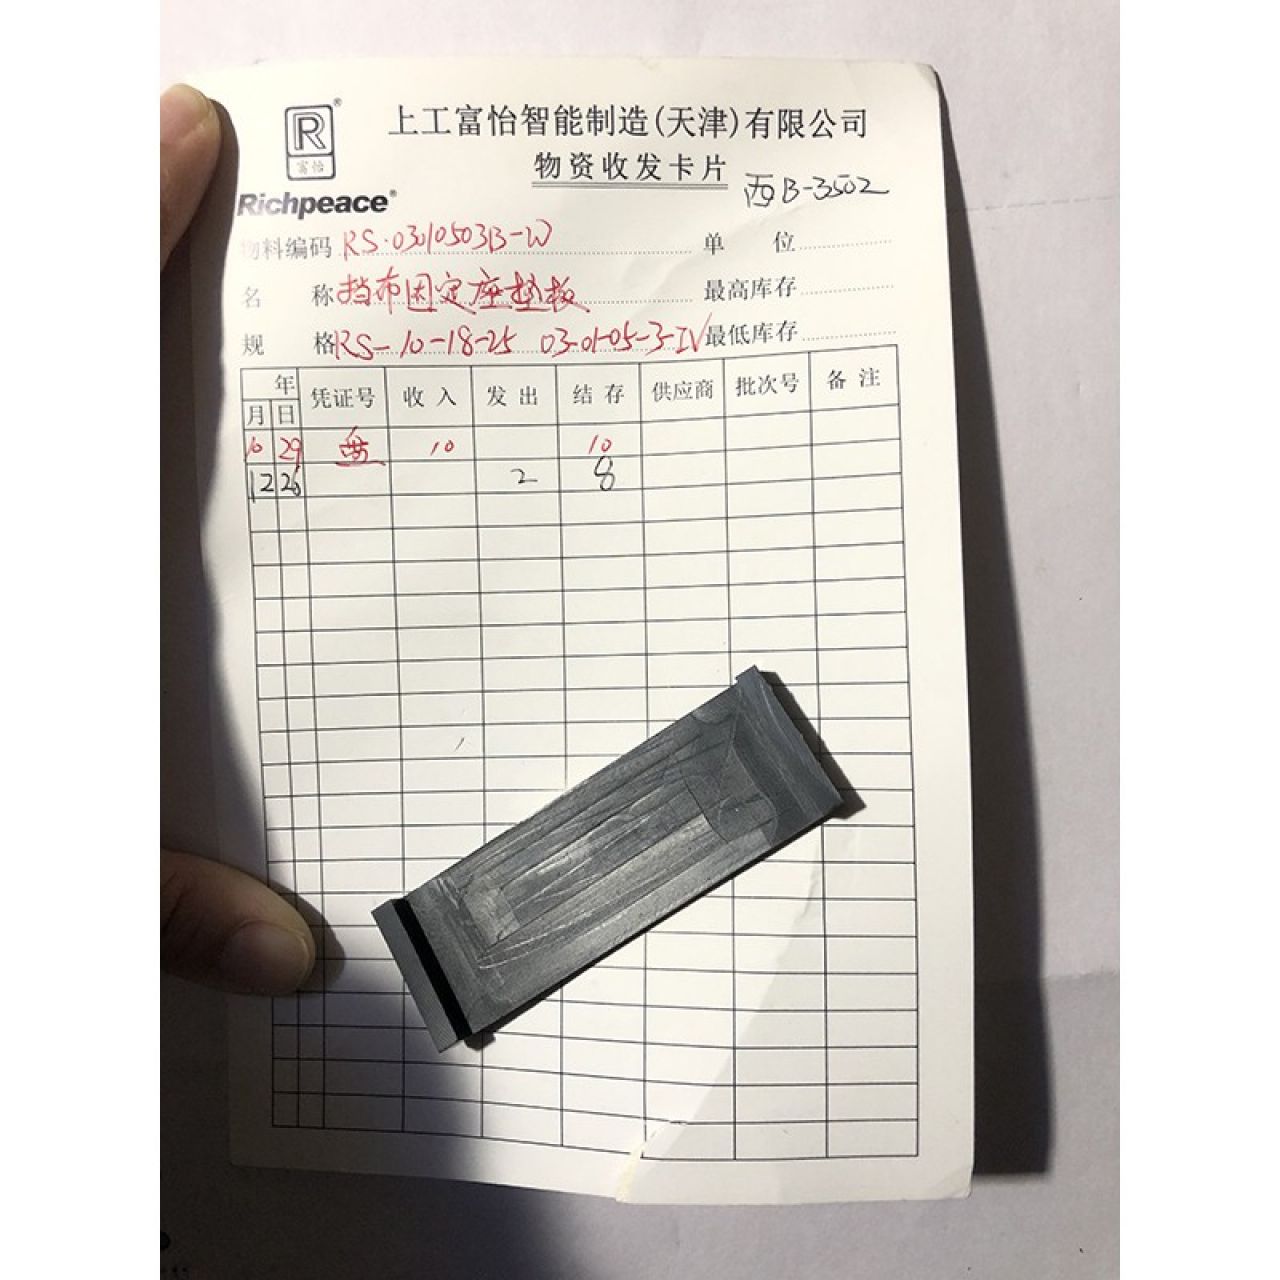 R®
富怡
Richpeace®
上工富怡智能制造(天津)有限公司
物资收发卡片
西B-3502
物料编码 RS.03010503B-W 单 位
名 称 挡布固定座垫板 最高库存
规 格 RS-10-18-25 03-01-05-3-IV 最低库存
年 凭证号 收 入 发 出 结 存 供应商 批次号 备 注
月 日
10 29 10 10
12 26 2 8